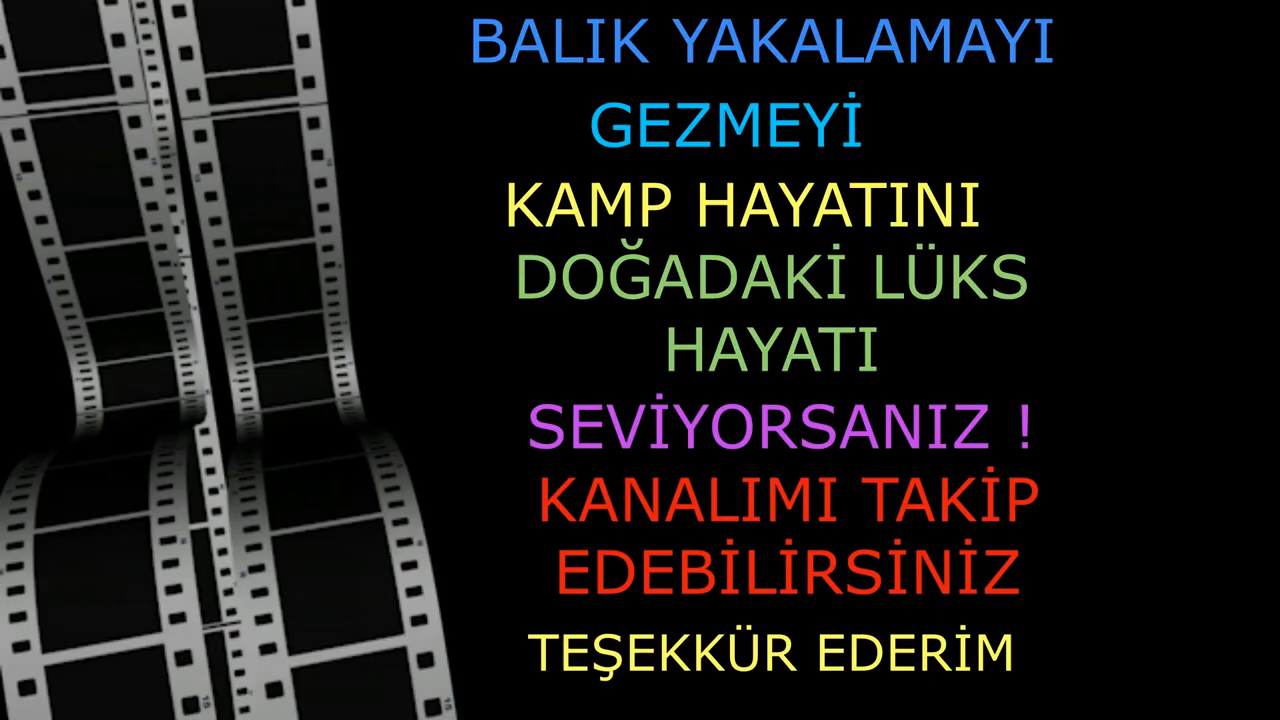 BALIK YAKALAMAYI
GEZMEYİ
KAMP HAYATINI
DOĞADAKİ LÜKS
HAYATI
SEVİYORSANIZ !
KANALIMI TAKİP
EDEBİLİRSİNİZ
TEŞEKKÜR EDERİM